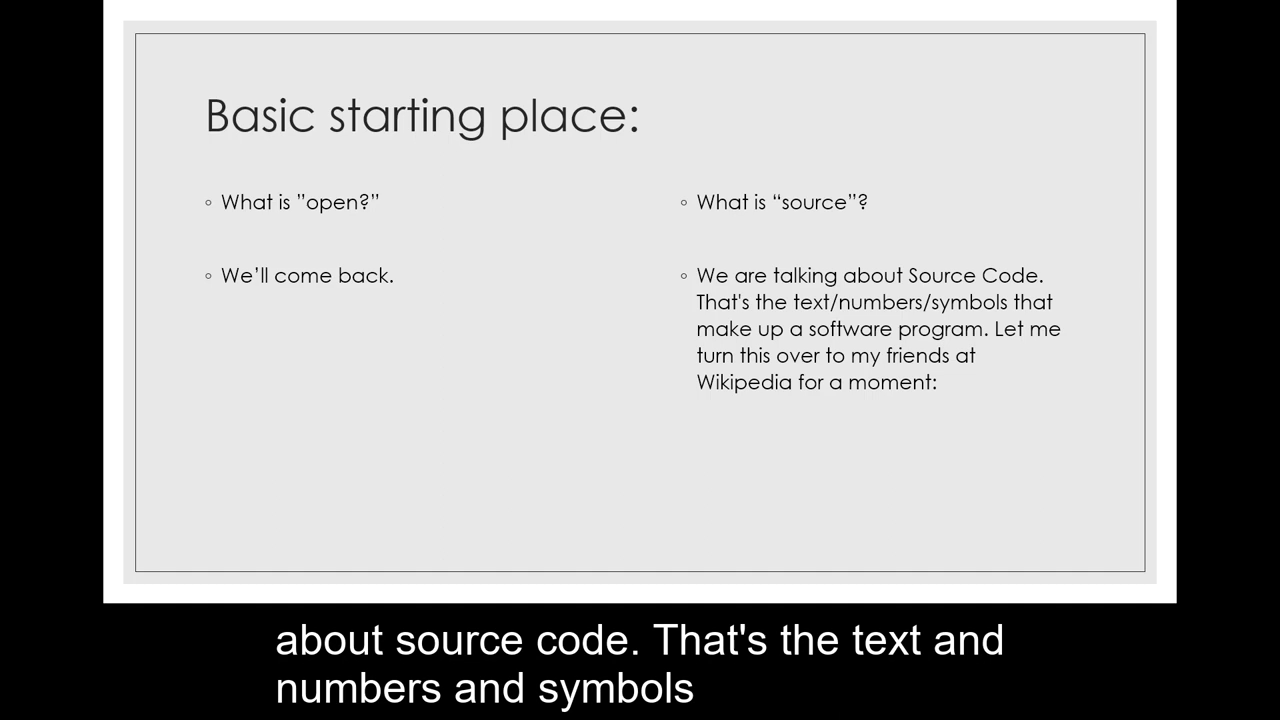 Basic starting place:
◦ What is ”open?”
◦ We’ll come back.
◦ What is “source”?
◦ We are talking about Source Code.
That's the text/numbers/symbols that
make up a software program. Let me
turn this over to my friends at
Wikipedia for a moment:
about source code. That's the text and
numbers and symbols